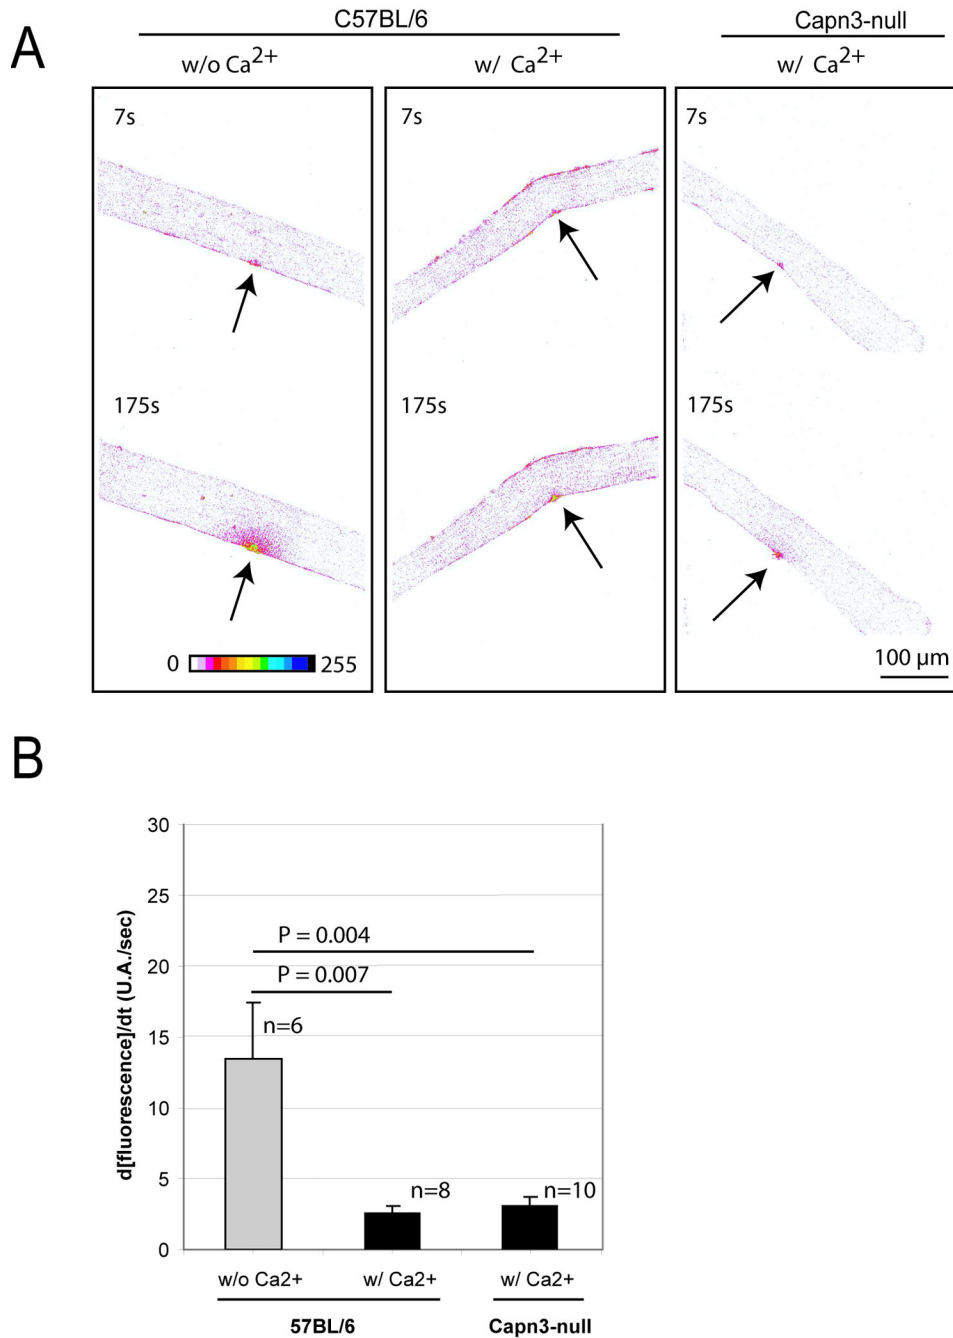 A
C57BL/6
Capn3-null
w/o Ca2+
w/ Ca2+
w/ Ca2+
7s
7s
7s
175s
175s
175s
0
255
100 µm
B
d[fluorescence]/dt (U.A./sec)
30
25
20
15
10
5
0
P = 0.004
P = 0.007
n=6
n=8
n=10
w/o Ca2+
w/ Ca2+
w/ Ca2+
57BL/6
Capn3-null